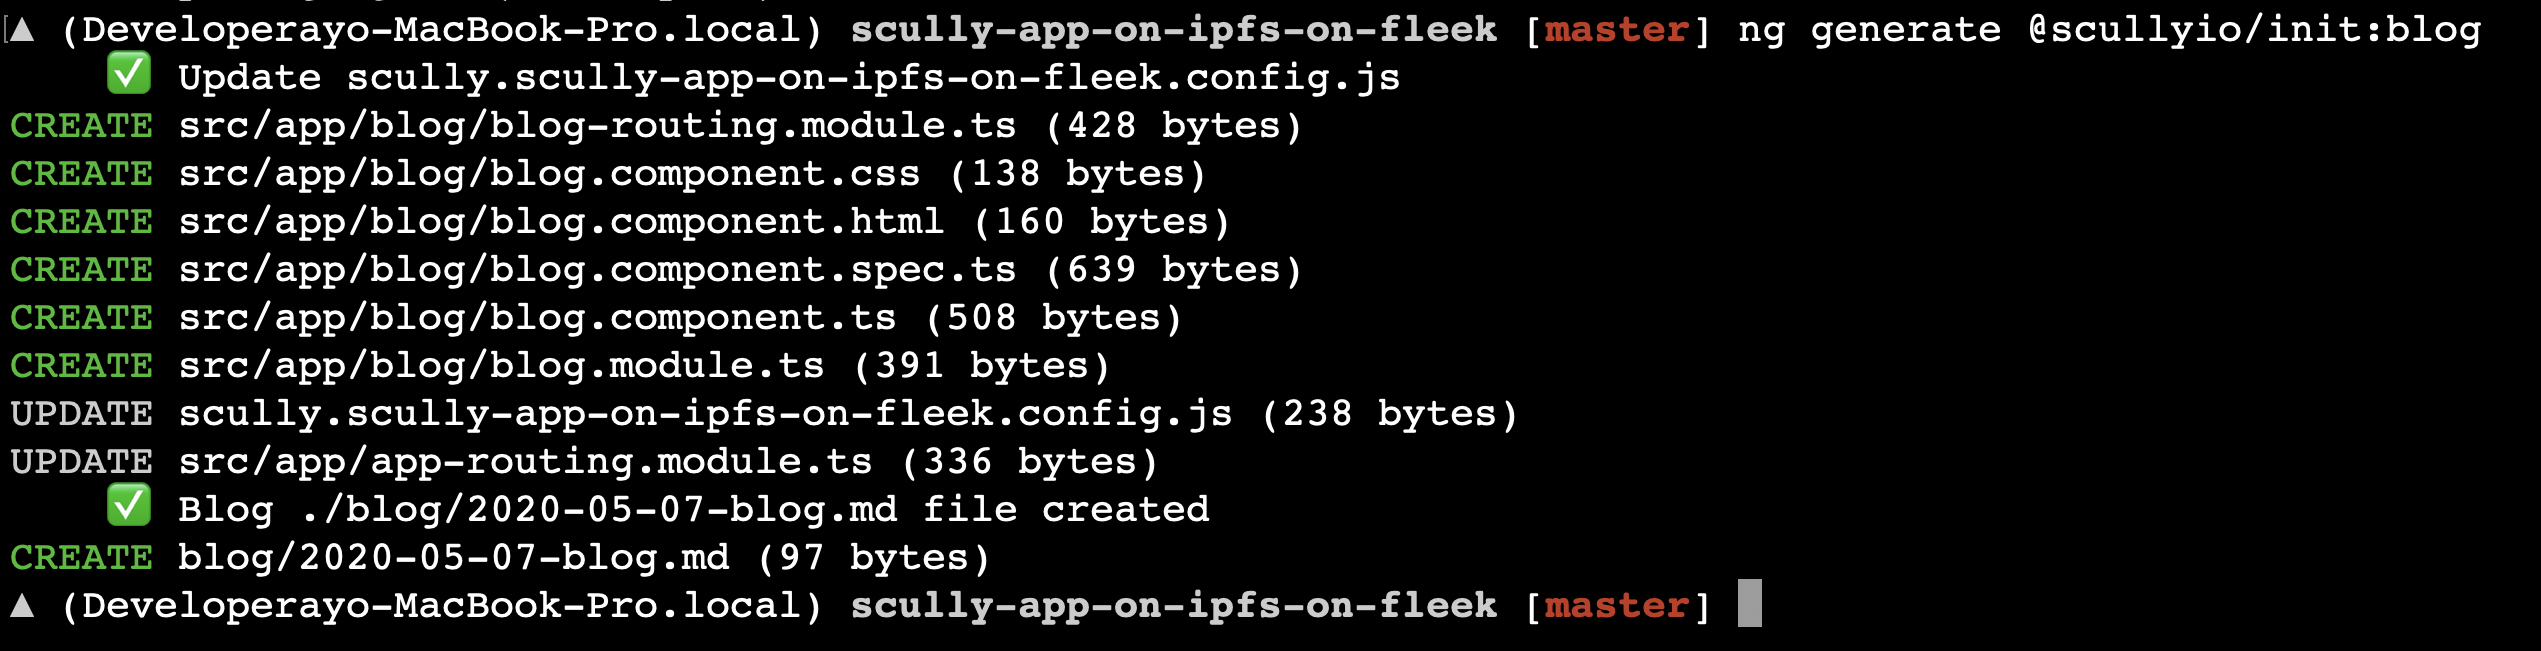 ▲ (Developerayo-MacBook-Pro.local) scully-app-on-ipfs-on-fleek [master] ng generate @scullyio/init:blog
✅ Update scully.scully-app-on-ipfs-on-fleek.config.js
CREATE src/app/blog/blog-routing.module.ts (428 bytes)
CREATE src/app/blog/blog.component.css (138 bytes)
CREATE src/app/blog/blog.component.html (160 bytes)
CREATE src/app/blog/blog.component.spec.ts (639 bytes)
CREATE src/app/blog/blog.component.ts (508 bytes)
CREATE src/app/blog/blog.module.ts (391 bytes)
UPDATE scully.scully-app-on-ipfs-on-fleek.config.js (238 bytes)
UPDATE src/app/app-routing.module.ts (336 bytes)
✅ Blog ./blog/2020-05-07-blog.md file created
CREATE blog/2020-05-07-blog.md (97 bytes)
▲ (Developerayo-MacBook-Pro.local) scully-app-on-ipfs-on-fleek [master]